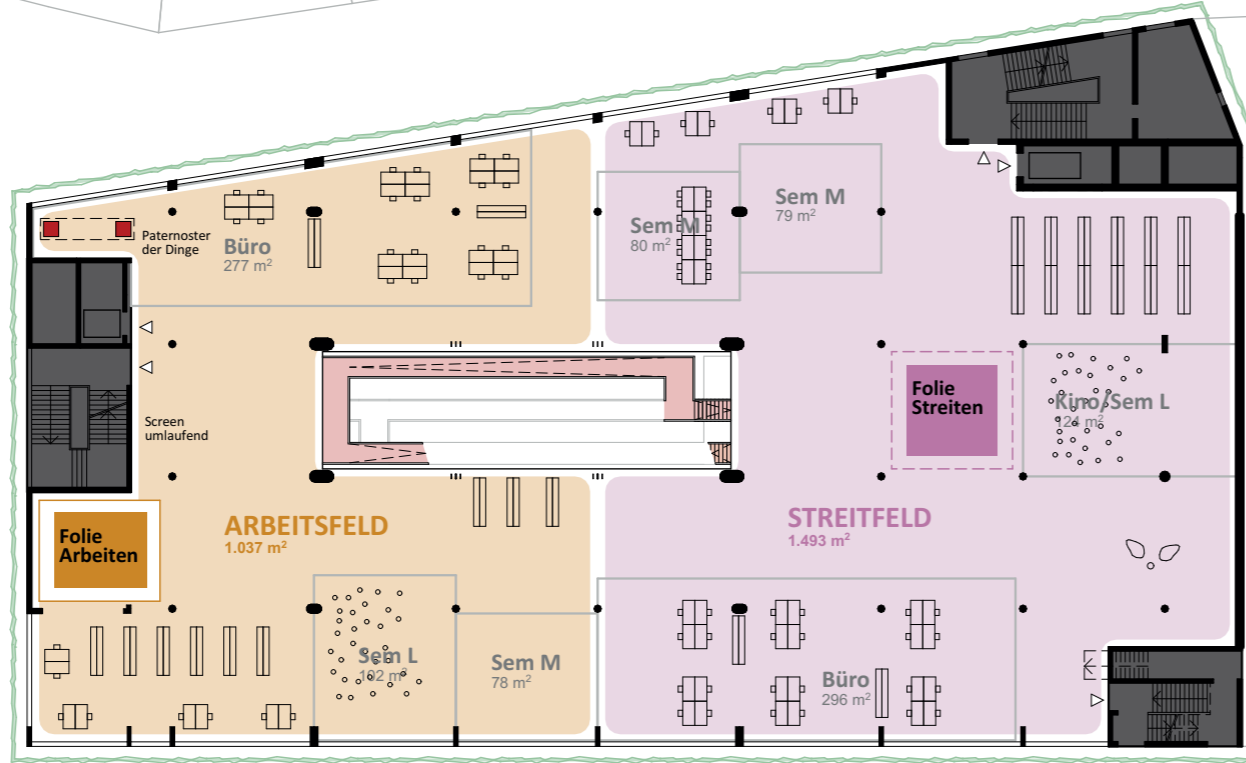 Paternoster
der Dinge
Büro
277 m²
Sem M
80 m²
Sem M
79 m²
Folie
Streiten
Kino/Sem L
124 m²
Screen
umlaufend
ARBEITSFELD
1.037 m²
STREITFELD
1.493 m²
Folie
Arbeiten
Sem L
102 m²
Sem M
78 m²
Büro
296 m²